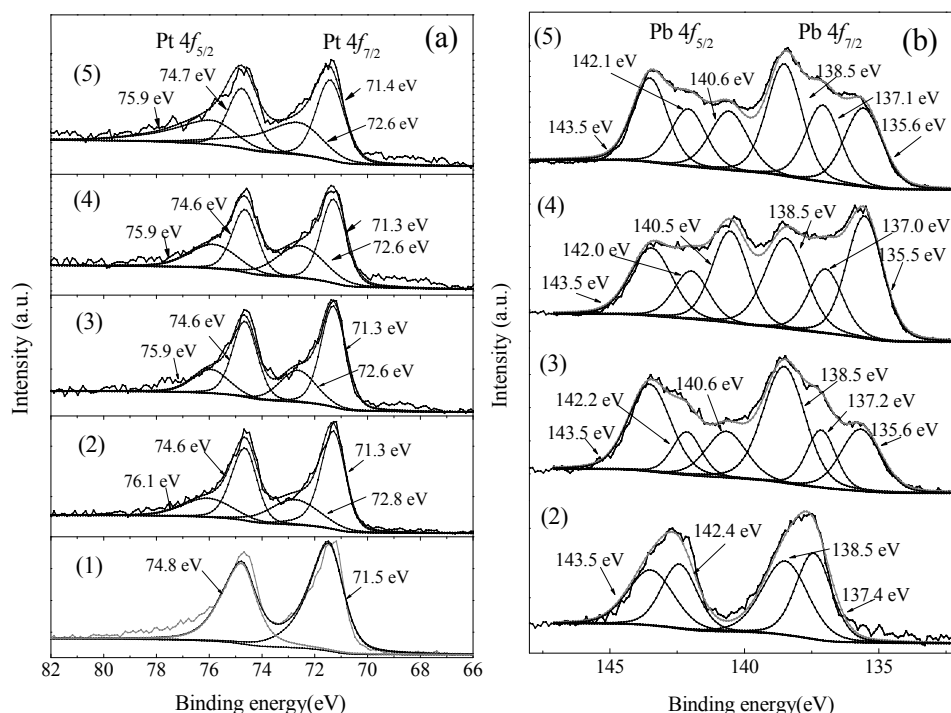 Pt 4f5/2
Pt 4f7/2
(a)
(5)
74.7 eV
75.9 eV
71.4 eV
72.6 eV
(4)
74.6 eV
75.9 eV
71.3 eV
72.6 eV
(3)
74.6 eV
75.9 eV
71.3 eV
72.6 eV
(2)
74.6 eV
76.1 eV
71.3 eV
72.8 eV
(1)
74.8 eV
71.5 eV
82 80 78 76 74 72 70 68 66
Binding energy(eV)
Intensity (a.u.)
(b)
Pb 4f5/2
Pb 4f7/2
(5)
142.1 eV
140.6 eV
138.5 eV
137.1 eV
143.5 eV
135.6 eV
(4)
140.5 eV
138.5 eV
142.0 eV
137.0 eV
143.5 eV
135.5 eV
(3)
140.6 eV
138.5 eV
142.2 eV
137.2 eV
143.5 eV
135.6 eV
(2)
142.4 eV
138.5 eV
143.5 eV
137.4 eV
145 140 135
Binding energy(eV)
Intensity (a.u.)